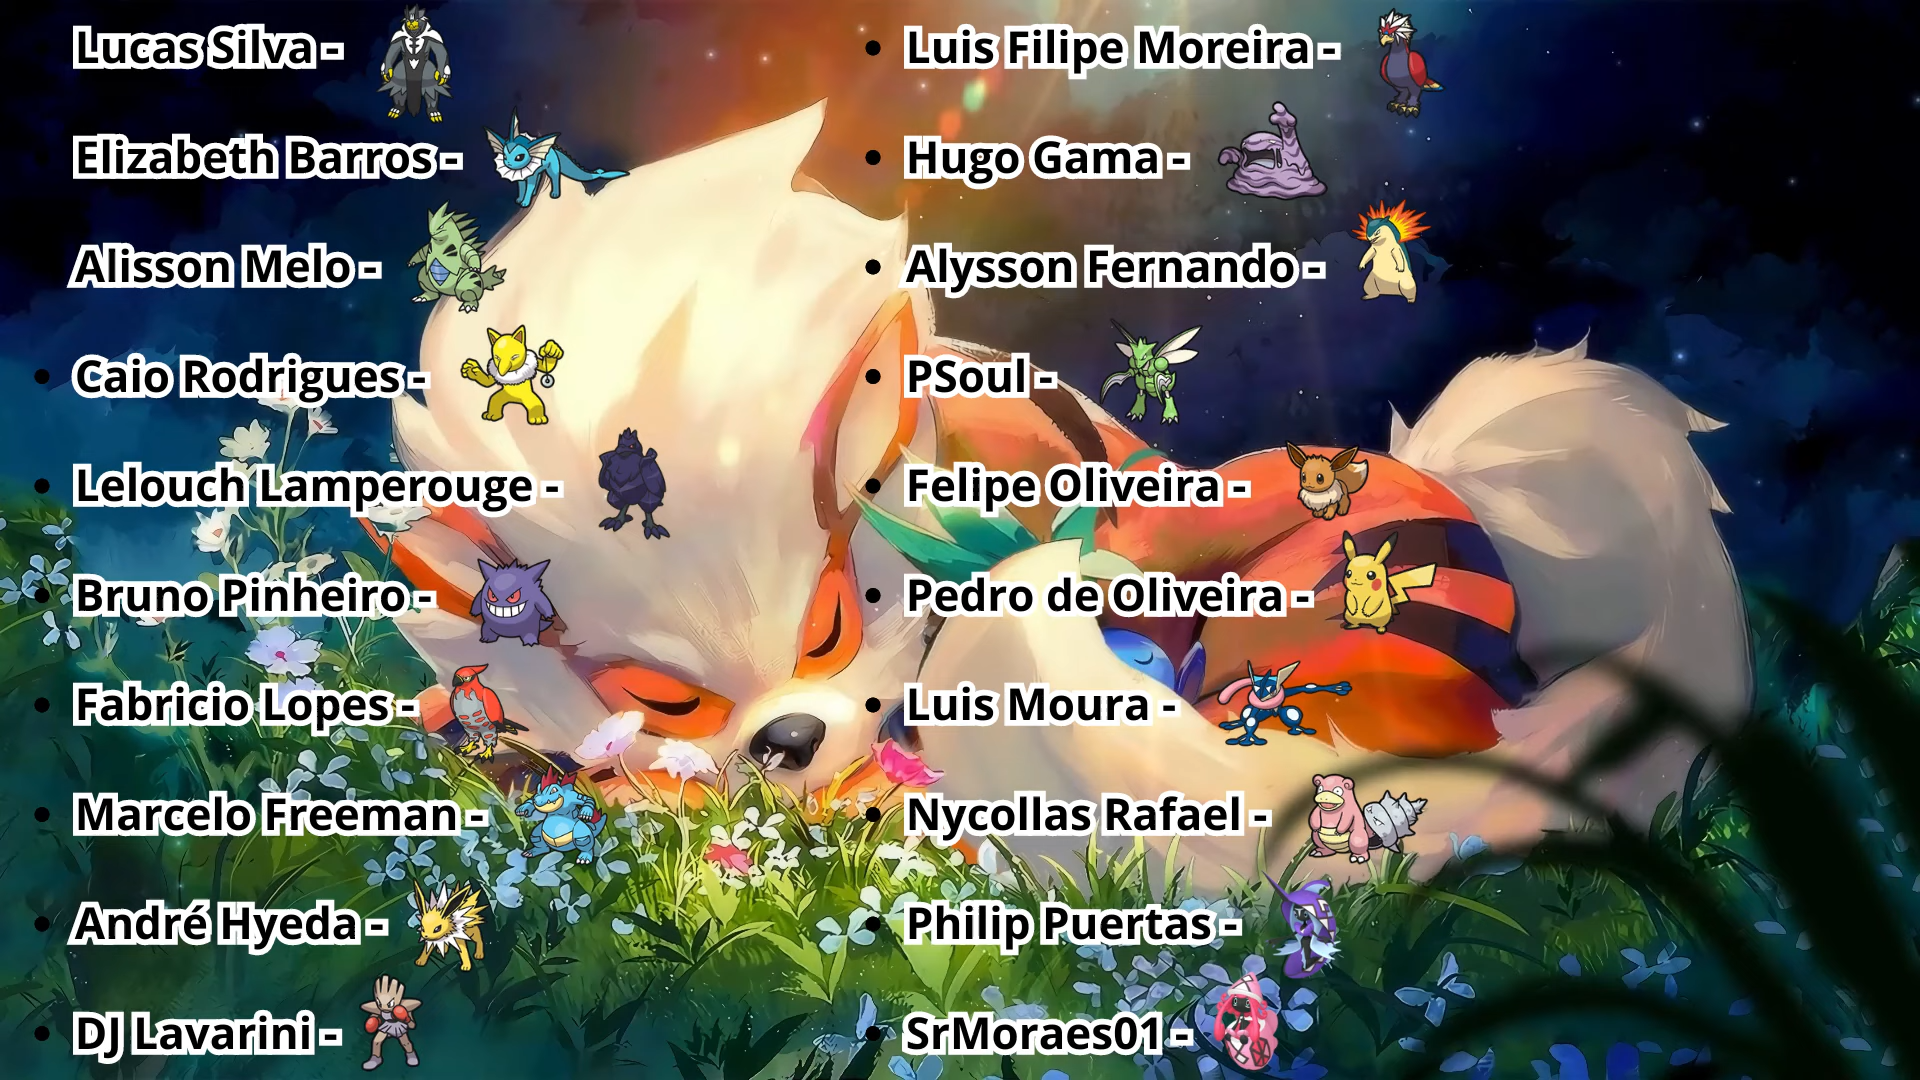 Lucas Silva -
Elizabeth Barros -
Alisson Melo -
• Caio Rodrigues -
• Lelouch Lamperouge -
• Bruno Pinheiro -
• Fabricio Lopes -
• Marcelo Freeman -
• André Hyeda -
• DJ Lavarini -
• Luis Filipe Moreira -
• Hugo Gama -
• Alysson Fernando -
• PSoul -
• Felipe Oliveira -
• Pedro de Oliveira -
• Luis Moura -
• Nycollas Rafael -
• Philip Puertas -
• SrMoraes01 -